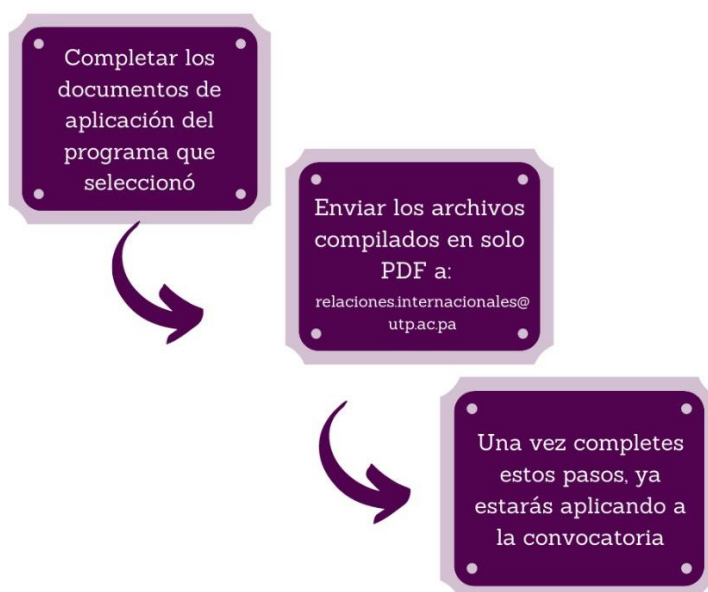 Completar los
documentos de
aplicación del
programa que
seleccionó
Enviar los archivos
compilados en solo
PDF a:
relaciones.internacionales@
utp.ac.pa
Una vez completes
estos pasos, ya
estarás aplicando a
la convocatoria